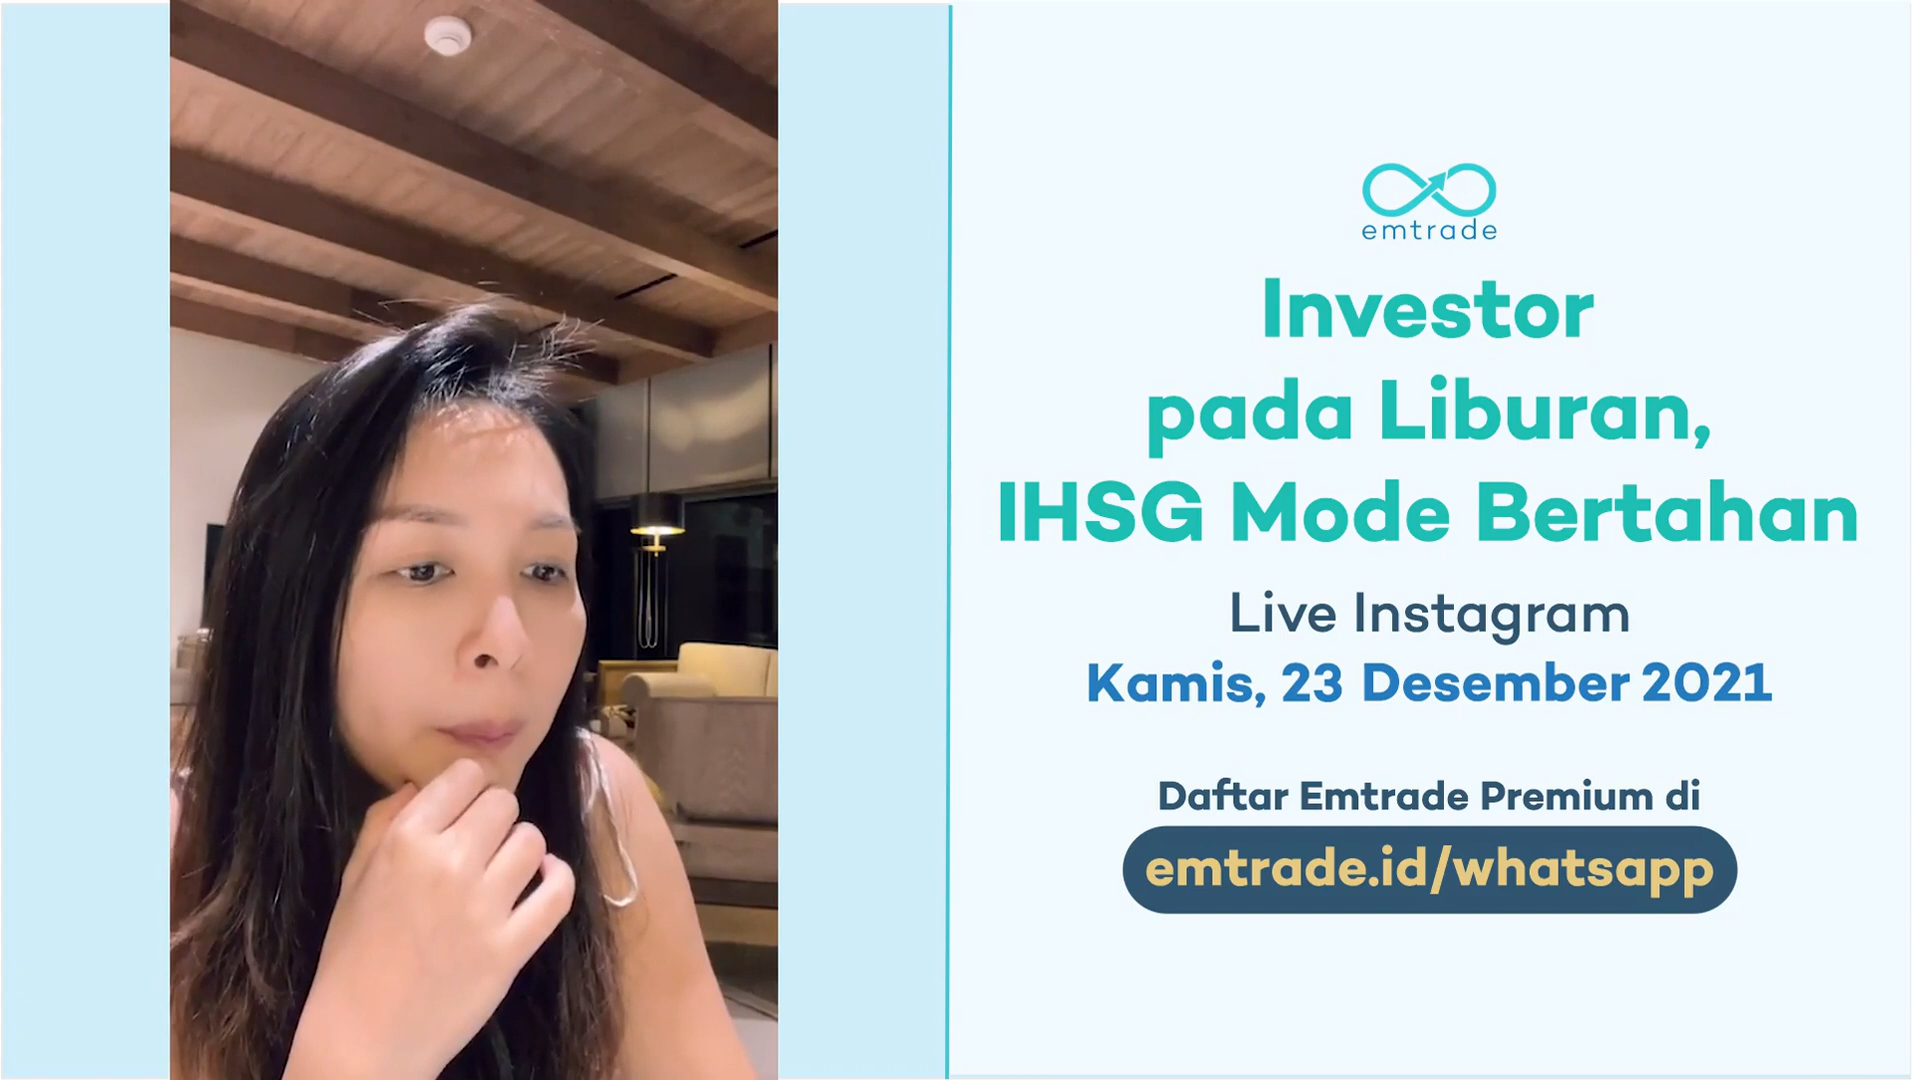 emtrade
Investor
pada Liburan,
IHSG Mode Bertahan
Live Instagram
Kamis, 23 Desember 2021
Daftar Emtrade Premium di
emtrade.id/whatsapp